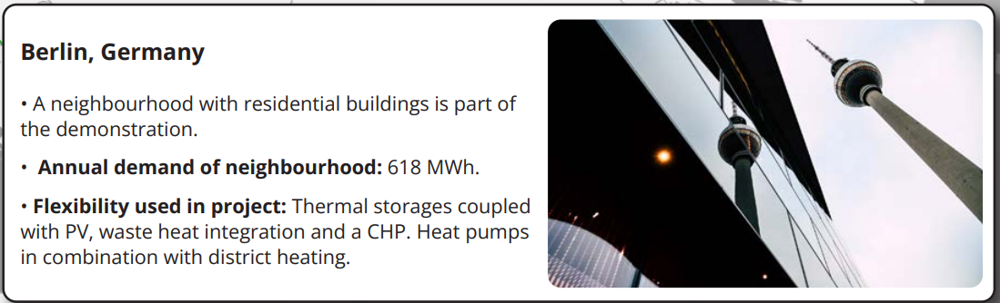 Berlin, Germany
• A neighbourhood with residential buildings is part of
the demonstration.
• Annual demand of neighbourhood: 618 MWh.
• Flexibility used in project: Thermal storages coupled
with PV, waste heat integration and a CHP. Heat pumps
in combination with district heating.